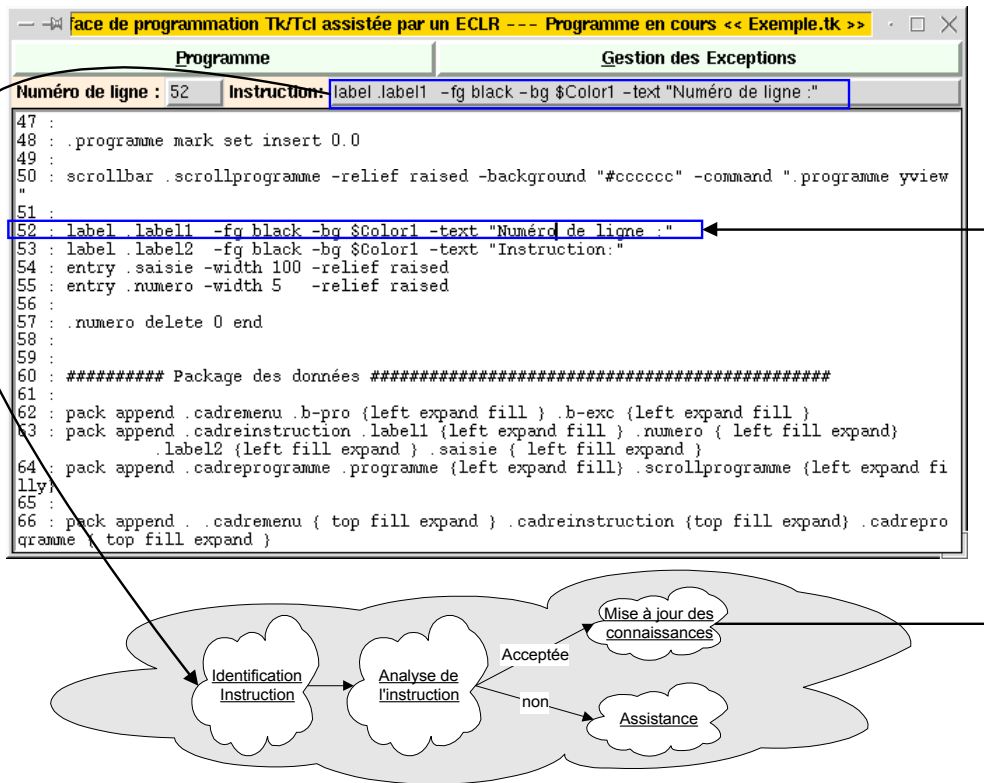 face de programmation Tk/Tcl assistée par un ECLR --- Programme en cours << Exemple.tk >>
Programme Gestion des Exceptions
Numéro de ligne : 52 Instruction: label .label1 -fg black -bg $Color1 -text "Numéro de ligne :"
47 :
48 : .programme mark set insert 0.0
49 :
50 : scrollbar .scrollprogramme -relief raised -background "#cccccc" -command ".programme yview
"
51 :
52 : label .label1 -fg black -bg $Color1 -text "Numéro de ligne :"
53 : label .label2 -fg black -bg $Color1 -text "Instruction:"
54 : entry .saisie -width 100 -relief raised
55 : entry .numero -width 5 -relief raised
56 :
57 : .numero delete 0 end
58 :
59 :
60 : ########## Package des données ###############################################
61 :
62 : pack append .cadremenu .b-pro {left expand fill } .b-exc {left expand fill }
63 : pack append .cadreinstruction .label1 {left expand fill } .numero { left fill expand}
.label2 {left fill expand } .saisie { left fill expand }
64 : pack append .cadreprogramme .programme {left expand fill} .scrollprogramme {left expand fi
lly}
65 :
66 : pack append . .cadremenu { top fill expand } .cadreinstruction {top fill expand} .cadrepro
gramme { top fill expand }
Mise à jour des
connaissances
Acceptée
Identification
Instruction
Analyse de
l'instruction
non
Assistance